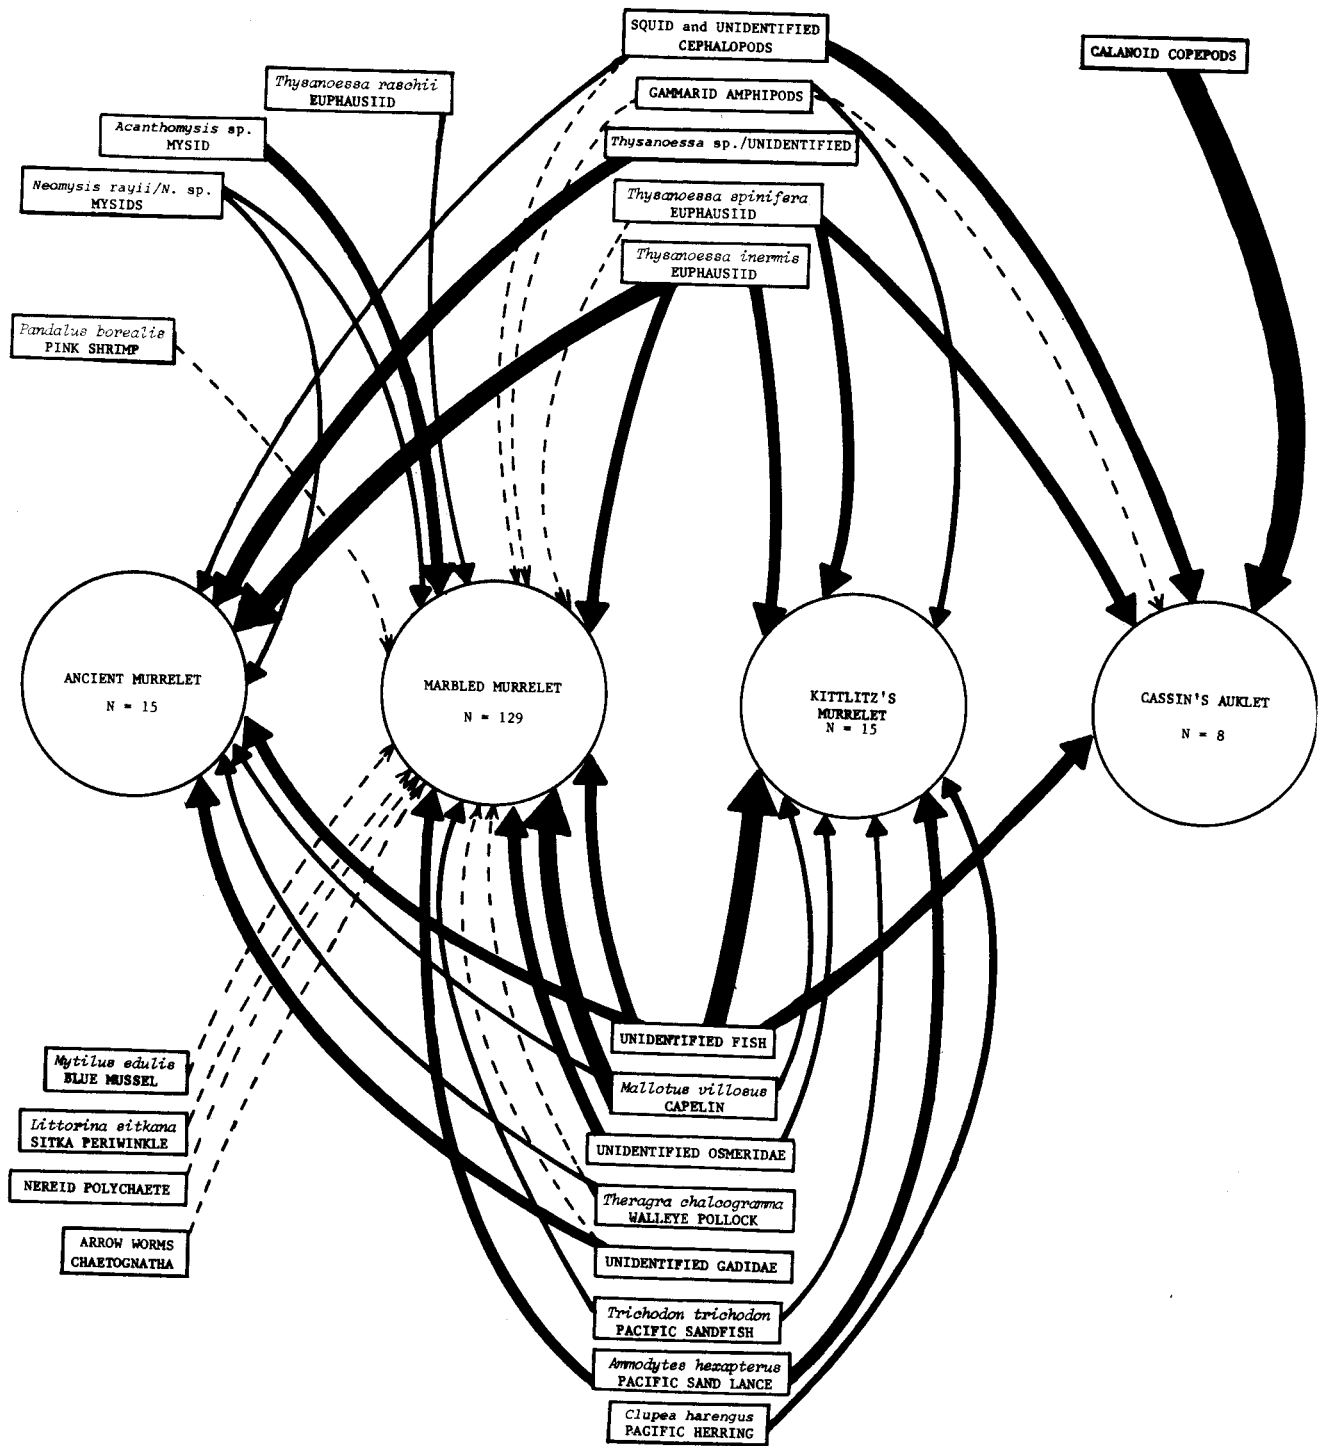 SQUID and UNIDENTIFIED
CEPHALOPODS
CALANOID COPEPODS
Thysanoessa raschii
EUPHAUSIID
GAMMARID AMPHIPODS
Acanthomysis sp.
MYSID
Thysanoessa sp./UNIDENTIFIED
Neomysis rayii/N. sp.
MYSIDS
Thysanoessa spinifera
EUPHAUSIID
Thysanoessa inermis
EUPHAUSIID
Pandalus borealis
PINK SHRIMP
ANCIENT MURRELET
N = 15
MARBLED MURRELET
N = 129
KITTLITZ'S
MURRELET
N = 15
CASSIN'S AUKLET
N = 8
UNIDENTIFIED FISH
Mytilus edulis
BLUE MUSSEL
Mallotus villosus
CAPELIN
Littorina sitkana
SITKA PERIWINKLE
UNIDENTIFIED OSMERIDAE
NEREID POLYCHAETE
Theragra chalcogramma
WALLEYE POLLOCK
ARROW WORMS
CHAETOGNATHA
UNIDENTIFIED GADIDAE
Trichodon trichodon
PACIFIC SANDFISH
Ammodytes hexapterus
PACIFIC SAND LANCE
Clupea harengus
PACIFIC HERRING